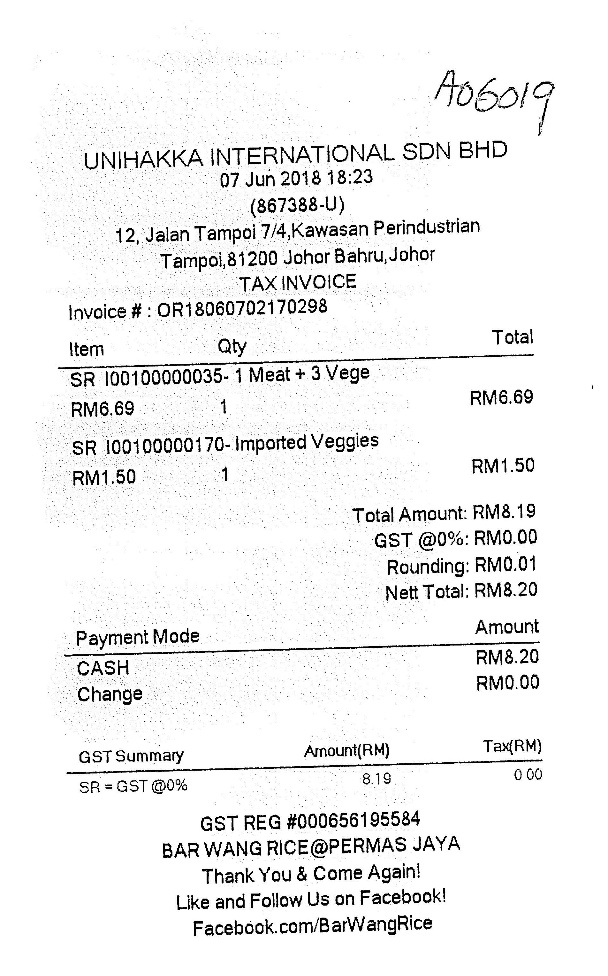 A06019
UNIHAKKA INTERNATIONAL SDN BHD
07 Jun 2018 18:23
(867388-U)
12, Jalan Tampoi 7/4,Kawasan Perindustrian
Tampoi,81200 Johor Bahru,Johor
TAX INVOICE
Invoice # : OR18060702170298
Item Qty Total
SR I00100000035- 1 Meat + 3 Vege
RM6.69 1 RM6.69
SR I00100000170- Imported Veggies
RM1.50 1 RM1.50
Total Amount: RM8.19
GST @0%: RM0.00
Rounding: RM0.01
Nett Total: RM8.20
Payment Mode Amount
CASH RM8.20
Change RM0.00
GST Summary Amount(RM) Tax(RM)
SR = GST @0% 8.19 0.00
GST REG #000656195584
BAR WANG RICE@PERMAS JAYA
Thank You & Come Again!
Like and Follow Us on Facebook!
Facebook.com/BarWangRice